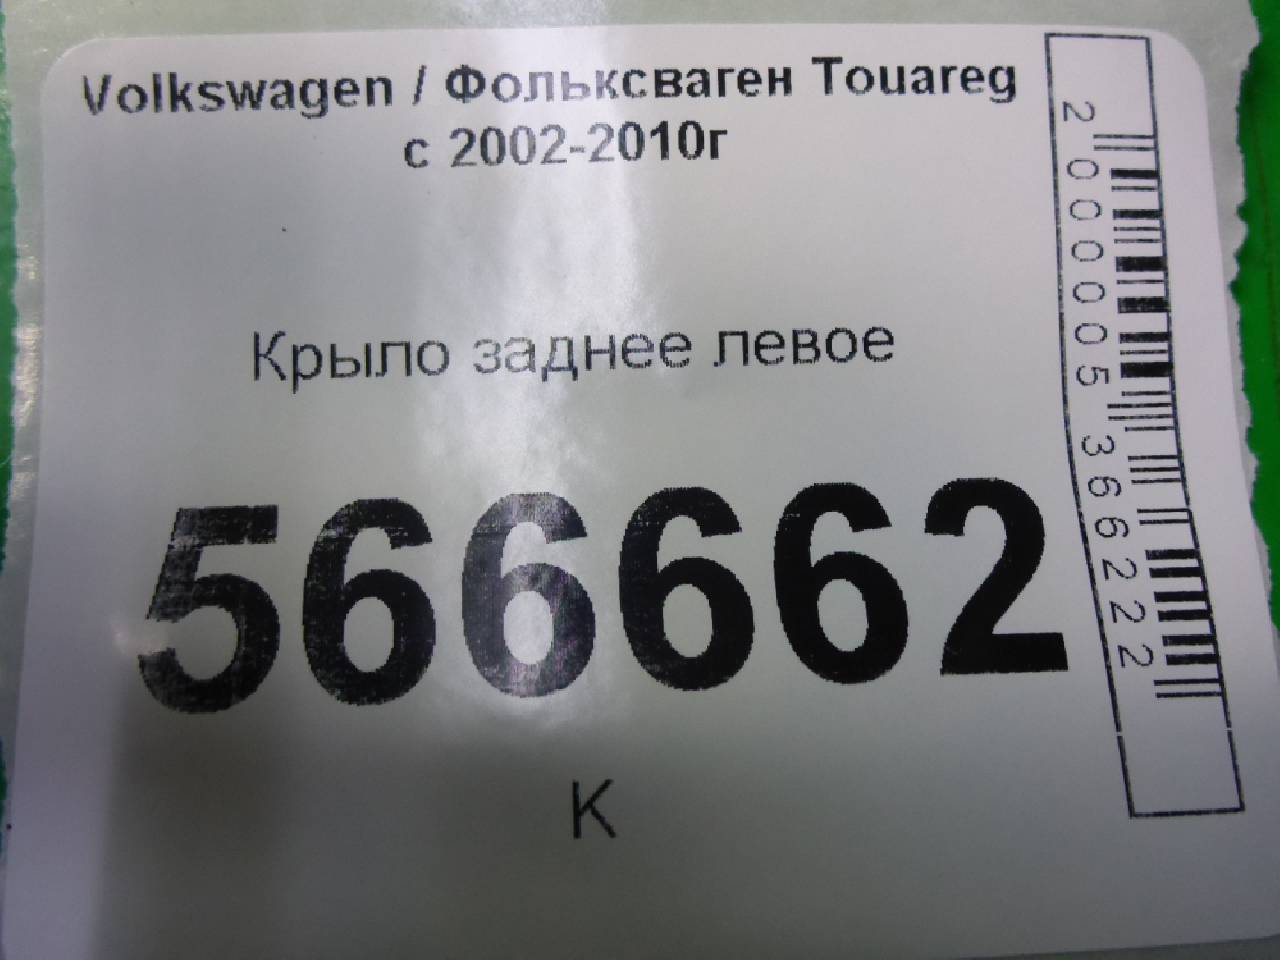 Volkswagen / Фольксваген Touareg
с 2002-2010г
Крыло заднее левое
566662
К
2000005366222